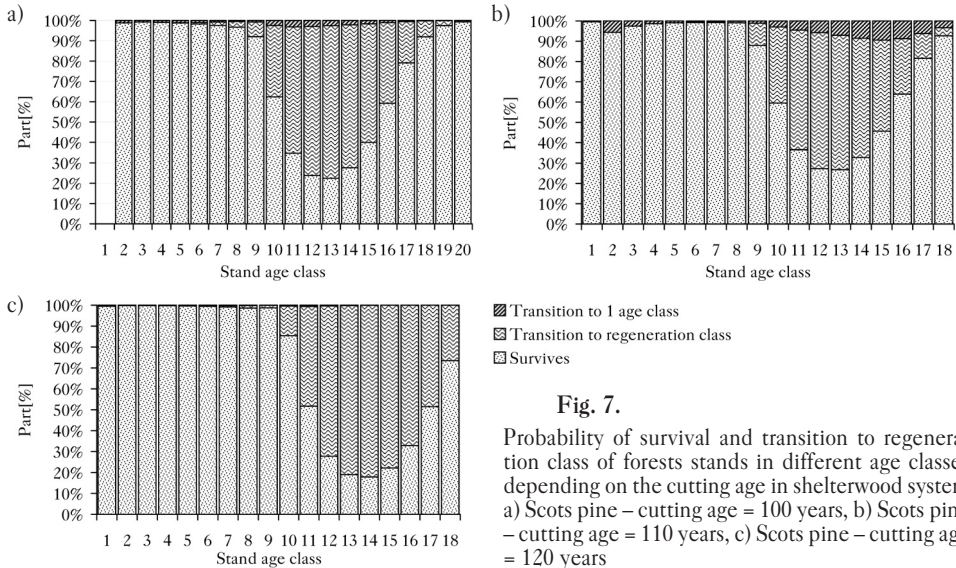 a)
100%
90%
80%
70%
60%
50%
40%
30%
20%
10%
0%
Part[%]
1 2 3 4 5 6 7 8 9 10 11 12 13 14 15 16 17 18 19 20
Stand age class
b)
100%
90%
80%
70%
60%
50%
40%
30%
20%
10%
0%
Part[%]
1 2 3 4 5 6 7 8 9 10 11 12 13 14 15 16 17 18
Stand age class
c)
100%
90%
80%
70%
60%
50%
40%
30%
20%
10%
0%
Part[%]
1 2 3 4 5 6 7 8 9 10 11 12 13 14 15 16 17 18
Stand age class
Transition to 1 age class
Transition to regeneration class
Survives
Fig. 7.
Probability of survival and transition to regenera-
tion class of forests stands in different age classe
depending on the cutting age in shelterwood system
a) Scots pine – cutting age = 100 years, b) Scots pin
– cutting age = 110 years, c) Scots pine – cutting ag
= 120 years